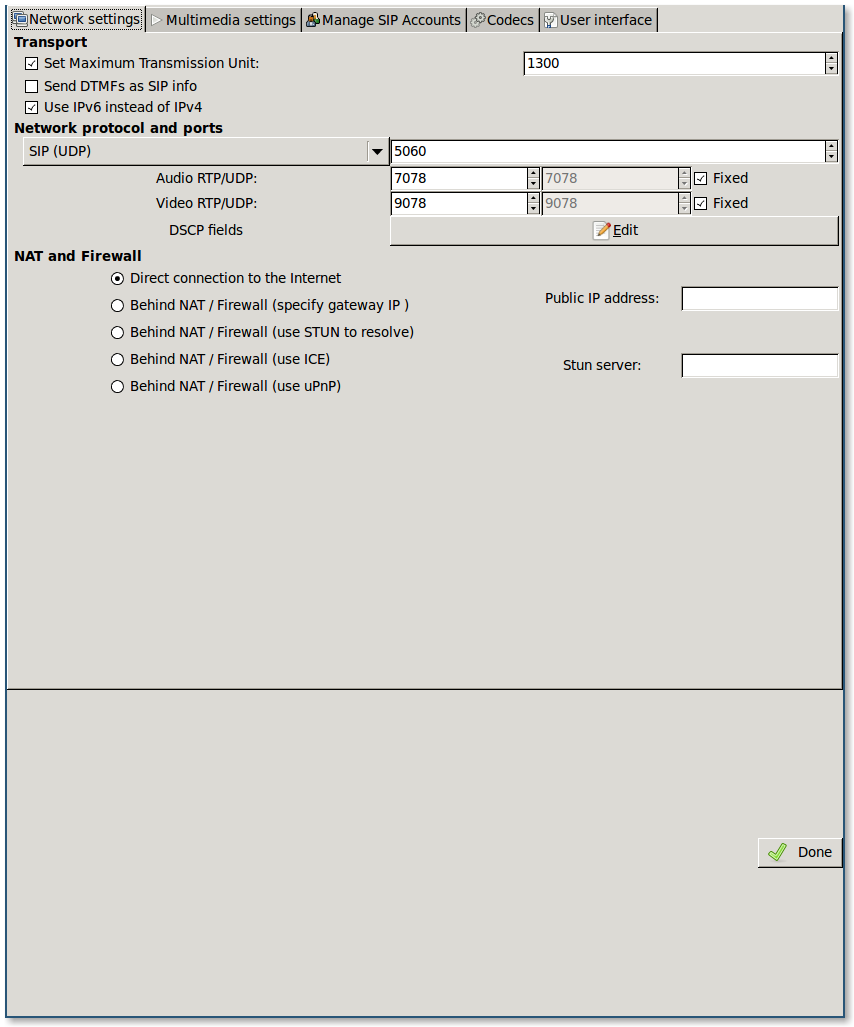 Network settings Multimedia settings Manage SIP Accounts Codecs User interface
Transport
Set Maximum Transmission Unit: 1300
Send DTMFs as SIP info
Use IPv6 instead of IPv4
Network protocol and ports
SIP (UDP) 5060
Audio RTP/UDP: 7078 7078 Fixed
Video RTP/UDP: 9078 9078 Fixed
DSCP fields Edit
NAT and Firewall
Direct connection to the Internet
Behind NAT / Firewall (specify gateway IP ) Public IP address:
Behind NAT / Firewall (use STUN to resolve)
Behind NAT / Firewall (use ICE) Stun server:
Behind NAT / Firewall (use uPnP)
Done